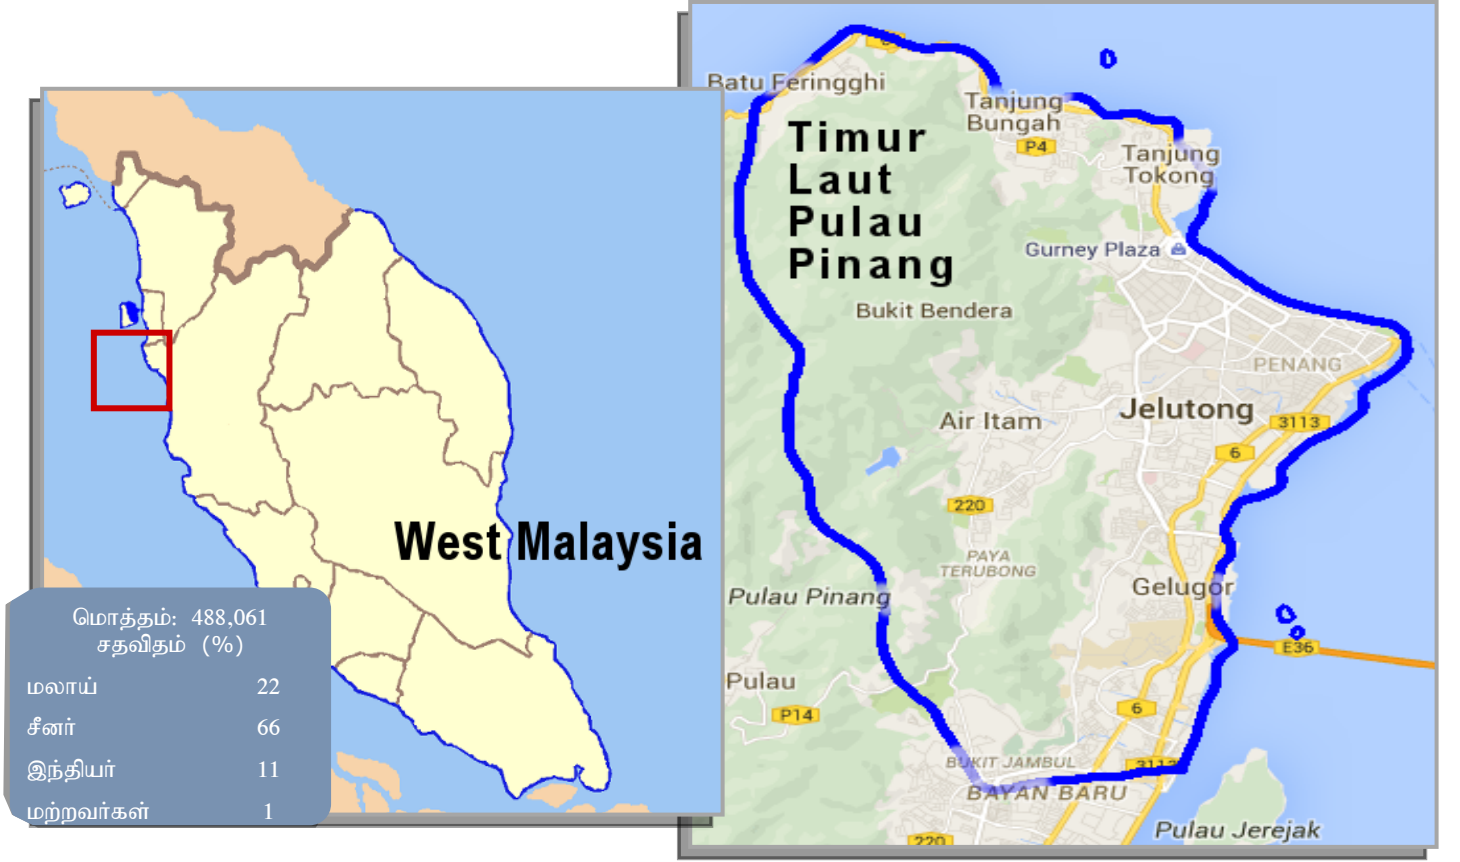 West Malaysia
மொத்தம்: 488,061
சதவிதம் (%)
மலாய் 22
சீனர் 66
இந்தியர் 11
மற்றவர்கள் 1
Batu Feringghi
Tanjung
Bungah
P4
Tanjung
Tokong
Timur
Laut
Pulau
Pinang
Gurney Plaza
Bukit Bendera
PENANG
Jelutong
Air Itam
3113
6
220
PAYA
TERUBONG
Gelugor
Pulau Pinang
E36
Pulau
P14
6
BUKIT JAMBUL
3113
BAYAN BARU
Pulau Jerejak
220